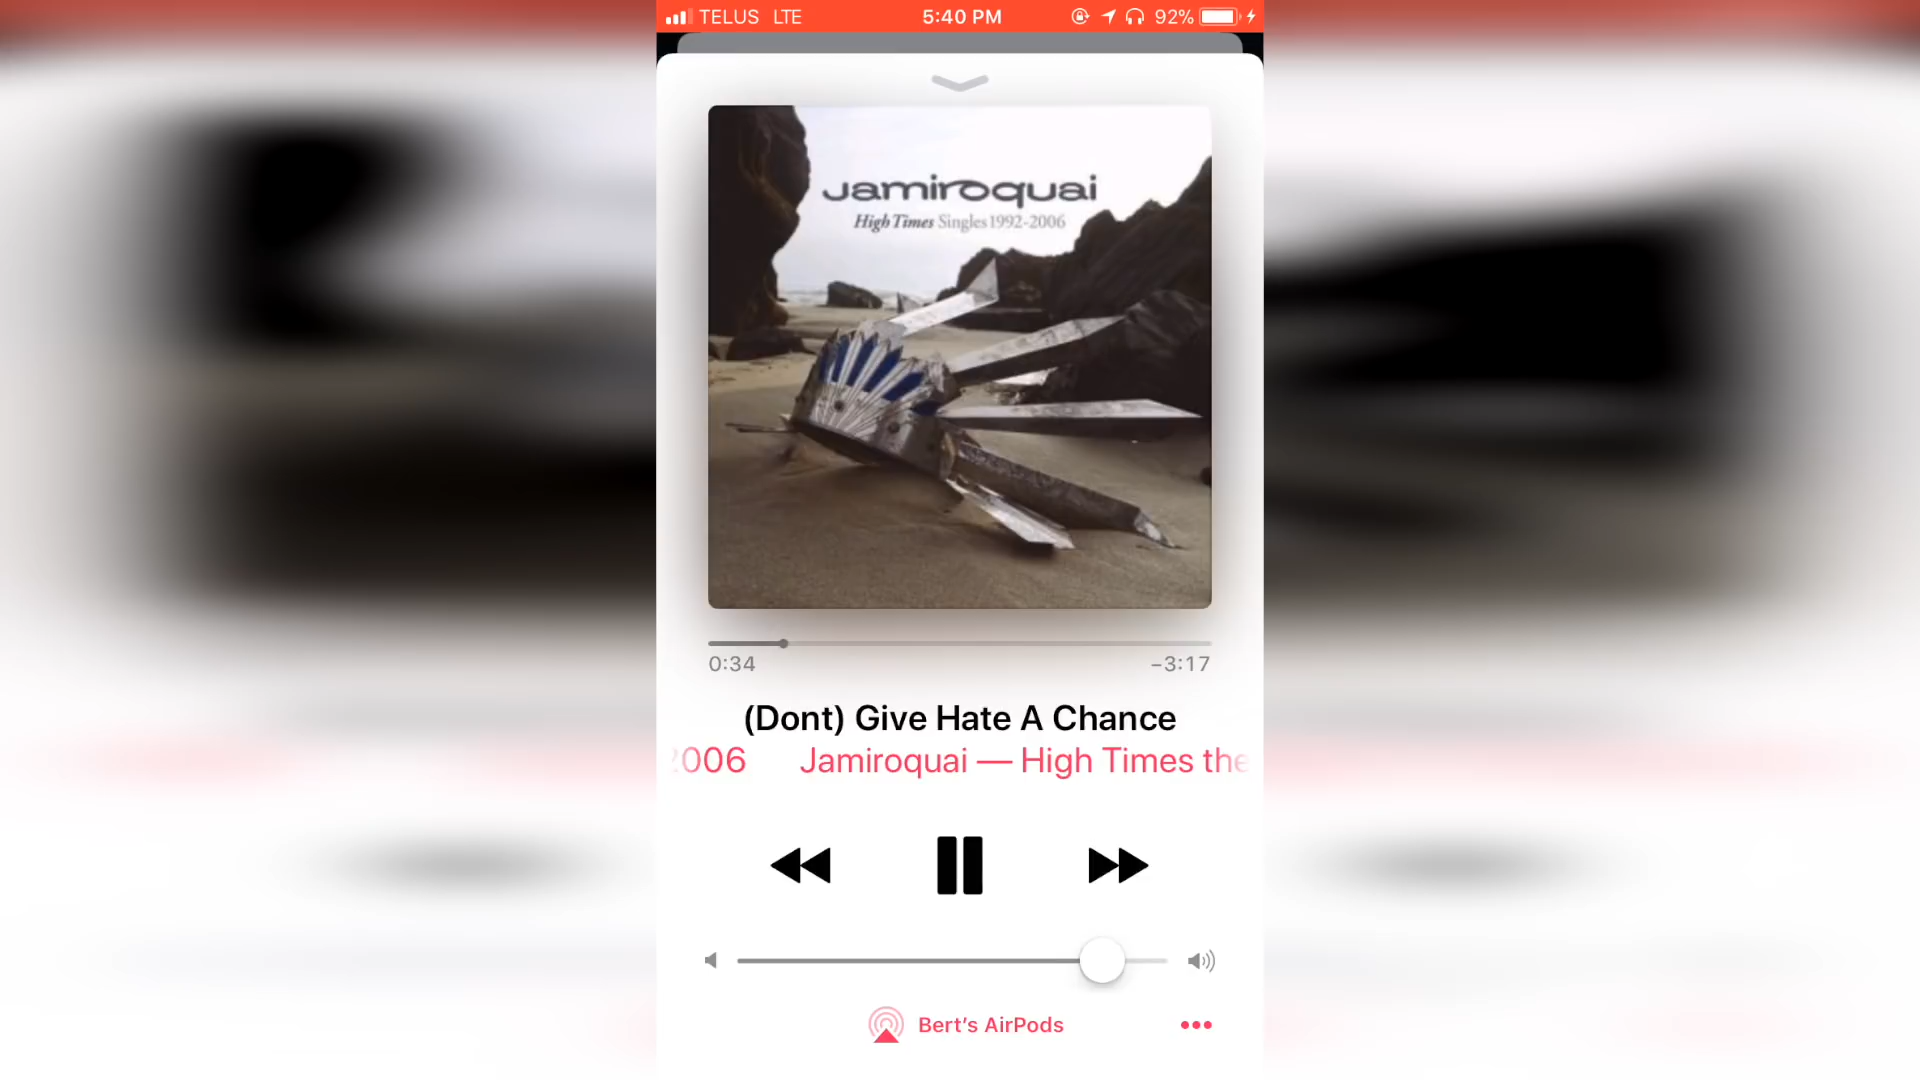 TELUS LTE 5:40 PM 92%
Jamiroquai
High Times Singles 1992-2006
0:34 −3:17
(Dont) Give Hate A Chance
2006 Jamiroquai — High Times the
Bert’s AirPods